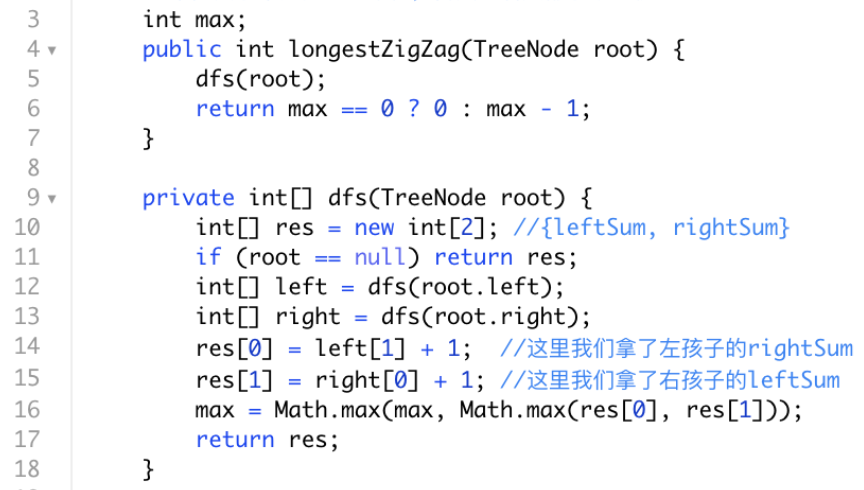 3 int max;
4 ▾ public int longestZigZag(TreeNode root) {
5 dfs(root);
6 return max == 0 ? 0 : max - 1;
7 }
8
9 ▾ private int[] dfs(TreeNode root) {
10 int[] res = new int[2]; //{leftSum, rightSum}
11 if (root == null) return res;
12 int[] left = dfs(root.left);
13 int[] right = dfs(root.right);
14 res[0] = left[1] + 1; //这里我们拿了左孩子的rightSum
15 res[1] = right[0] + 1; //这里我们拿了右孩子的leftSum
16 max = Math.max(max, Math.max(res[0], res[1]));
17 return res;
18 }